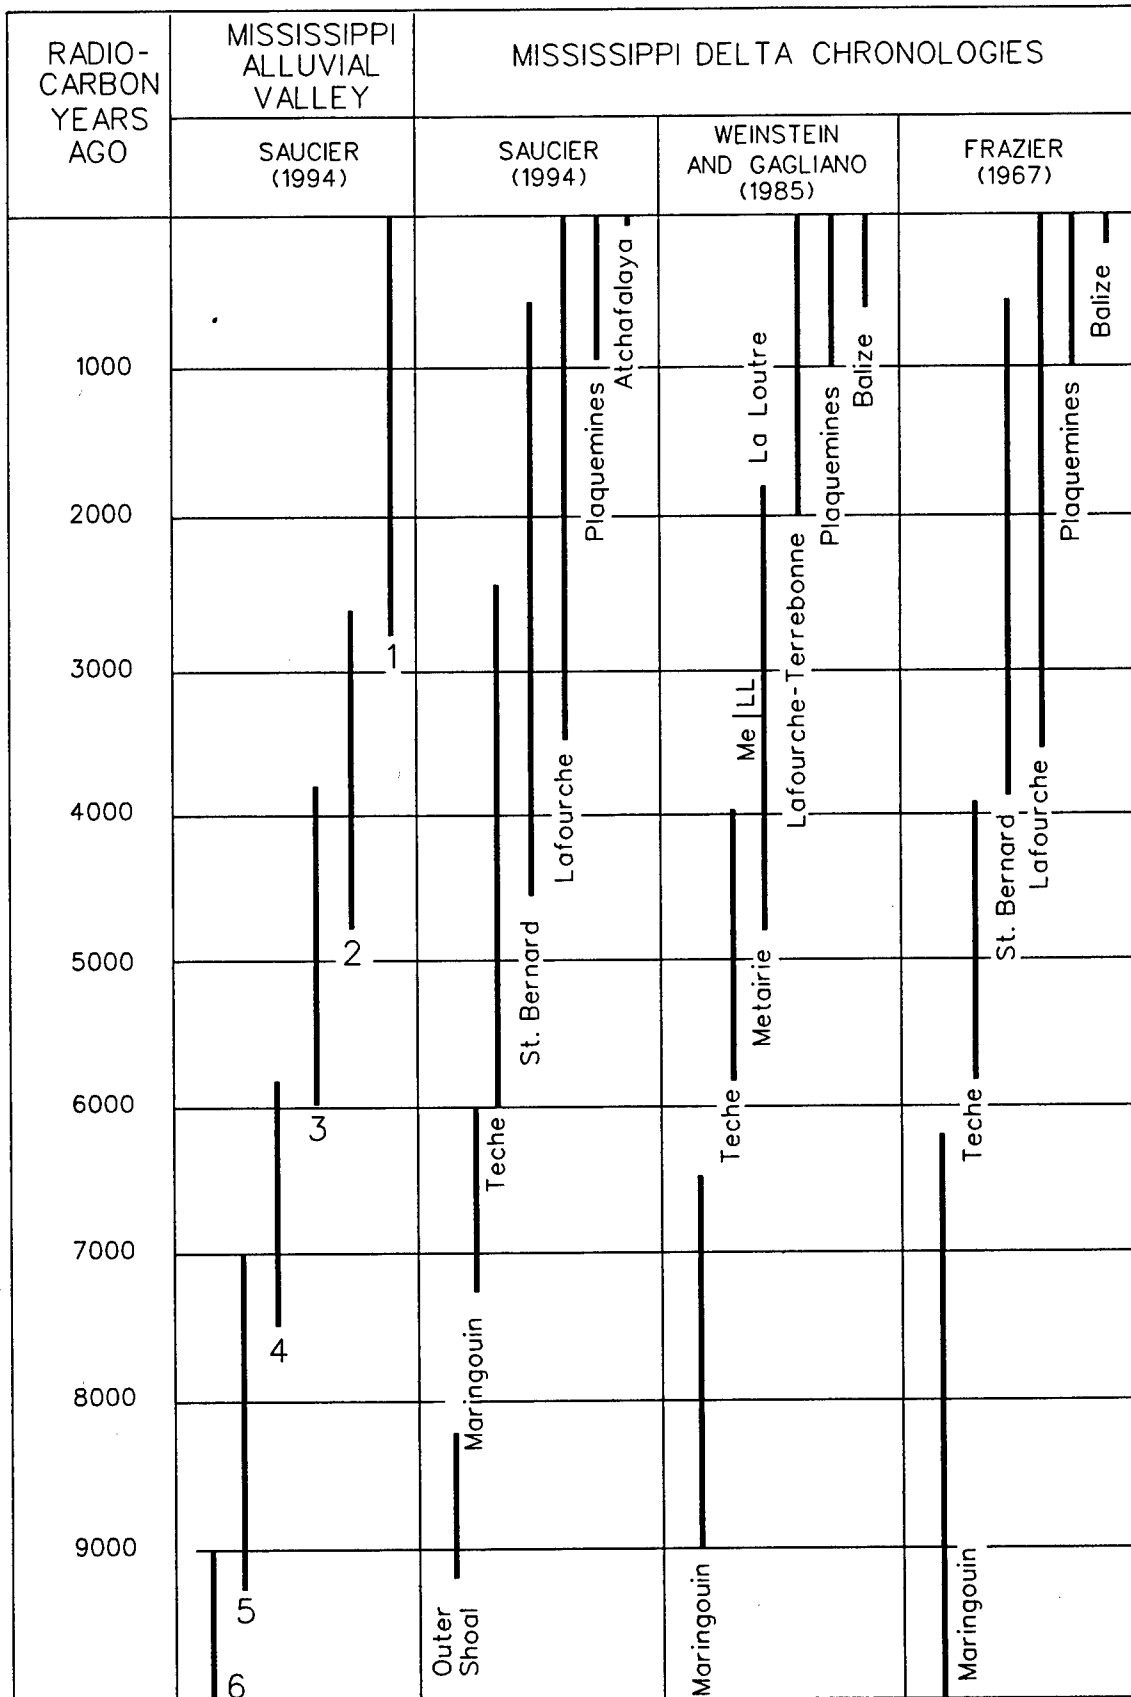 RADIO-
CARBON
YEARS
AGO
MISSISSIPPI
ALLUVIAL
VALLEY
MISSISSIPPI DELTA CHRONOLOGIES
SAUCIER
(1994)
SAUCIER
(1994)
WEINSTEIN
AND GAGLIANO
(1985)
FRAZIER
(1967)
1000
2000
3000
4000
5000
6000
7000
8000
9000
1
2
3
4
5
6
Outer
Shoal
Maringouin
Teche
St. Bernard
Lafourche
Plaquemines
Atchafalaya
Maringouin
Teche
Metairie
Me LL
La Loutre
Lafourche-Terrebonne
Plaquemines
Balize
Maringouin
Teche
St. Bernard
Lafourche
Plaquemines
Balize